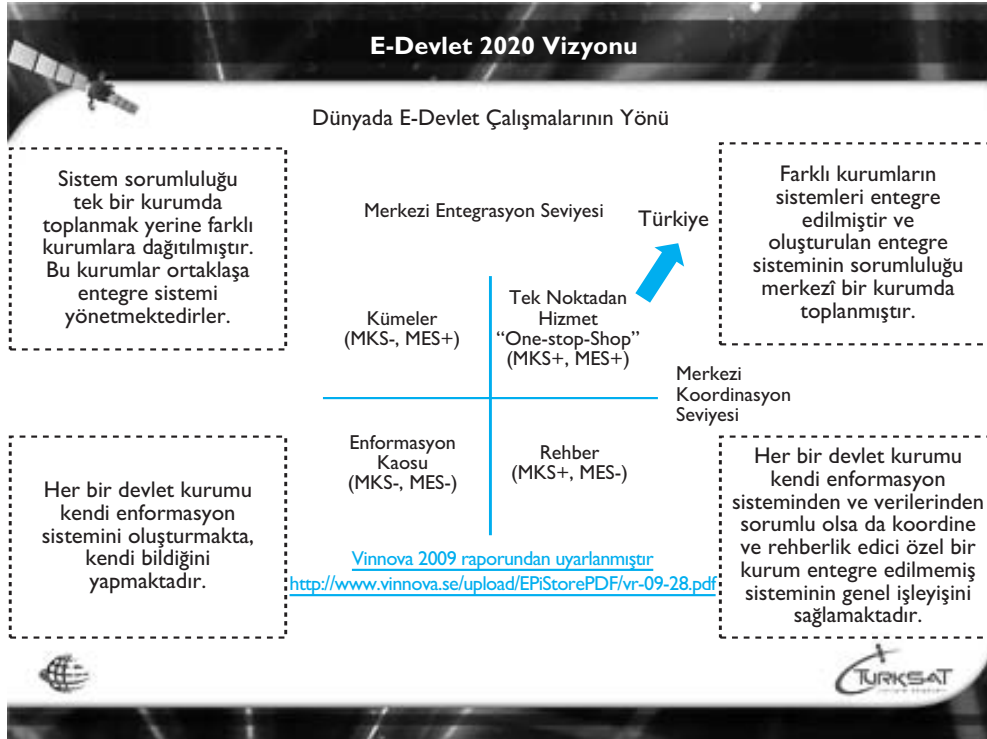 E-Devlet 2020 Vizyonu
Dünyada E-Devlet Çalışmalarının Yönü
Sistem sorumluluğu
tek bir kurumda
toplanmak yerine farklı
kurumlara dağıtılmıştır.
Bu kurumlar ortaklaşa
entegre sistemi
yönetmektedirler.
Merkezi Entegrasyon Seviyesi
Türkiye
Farklı kurumların
sistemleri entegre
edilmiştir ve
oluşturulan entegre
sisteminin sorumluluğu
merkezî bir kurumda
toplanmıştır.
Kümeler
(MKS-, MES+)
Tek Noktadan
Hizmet
“One-stop-Shop”
(MKS+, MES+)
Merkezi
Koordinasyon
Seviyesi
Enformasyon
Kaosu
(MKS-, MES-)
Rehber
(MKS+, MES-)
Her bir devlet kurumu
kendi enformasyon
sistemini oluşturmakta,
kendi bildiğini
yapmaktadır.
Her bir devlet kurumu
kendi enformasyon
sisteminden ve verilerinden
sorumlu olsa da koordine
ve rehberlik edici özel bir
kurum entegre edilmemiş
sisteminin genel işleyişini
sağlamaktadır.
Vinnova 2009 raporundan uyarlanmıştır
http://www.vinnova.se/upload/EPiStorePDF/vr-09-28.pdf
TURKSAT